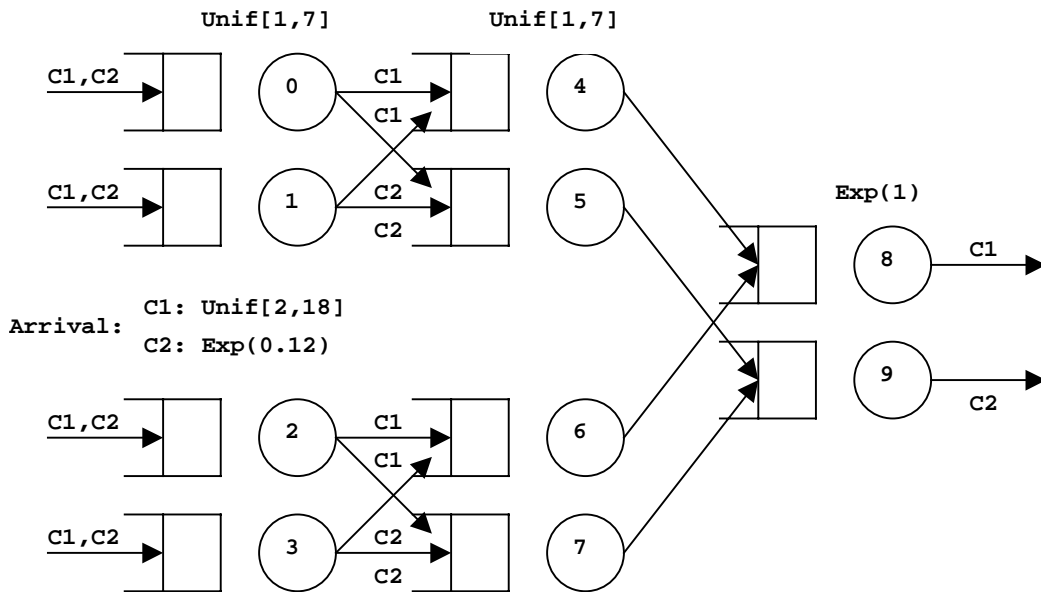 Unif[1,7] Unif[1,7]
C1,C2 0 C1 4
C1
C1,C2 1 C2 5
C2
Exp(1)
8 C1
C1: Unif[2,18]
Arrival:
C2: Exp(0.12)
9
C2
C1,C2 2 C1 6
C1
C1,C2 3 C2 7
C2